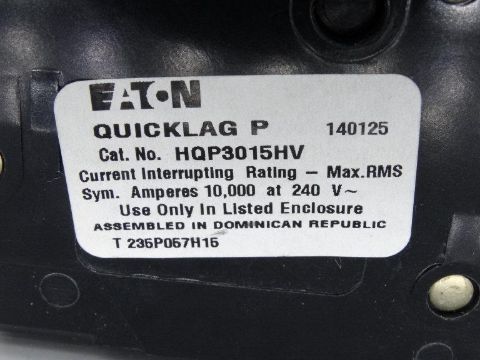 EATON
QUICKLAG P 140125
Cat. No. HQP3015HV
Current Interrupting Rating – Max.RMS
Sym. Amperes 10,000 at 240 V~
Use Only In Listed Enclosure
ASSEMBLED IN DOMINICAN REPUBLIC
T 235P057H15